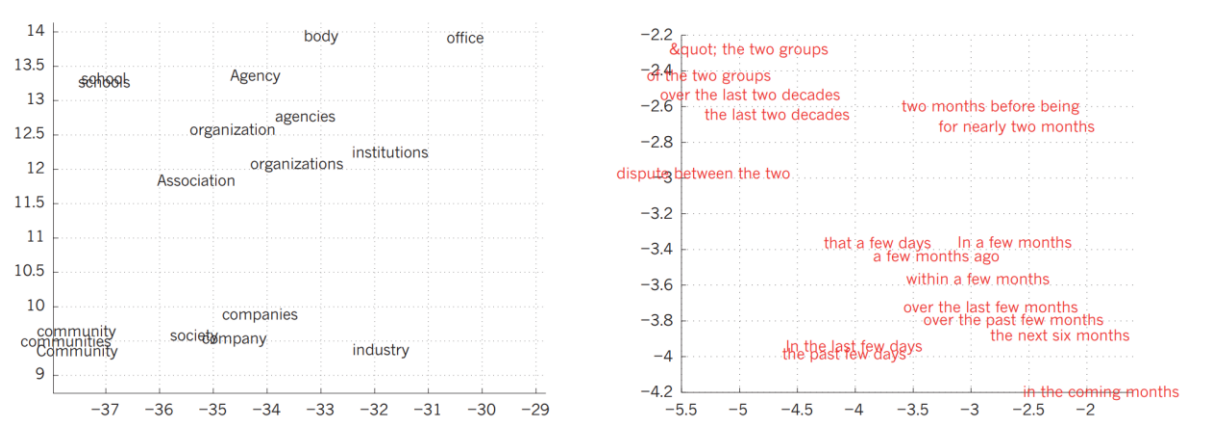 14
body
office
13.5
school
schools
Agency
13
agencies
12.5
organization
institutions
12
organizations
Association
11.5
11
10.5
10
companies
community
communities
Community
9.5
society
company
industry
9
−37
−36
−35
−34
−33
−32
−31
−30
−29
−2.2
&quot; the two groups
−2.4
of the two groups
over the last two decades
−2.6
the last two decades
two months before being
for nearly two months
−2.8
dispute between the two
−3
−3.2
−3.4
that a few days
In a few months
a few months ago
−3.6
within a few months
over the last few months
−3.8
over the past few months
the next six months
In the last few days
the past few days
−4
−4.2
in the coming months
−5.5
−5
−4.5
−4
−3.5
−3
−2.5
−2